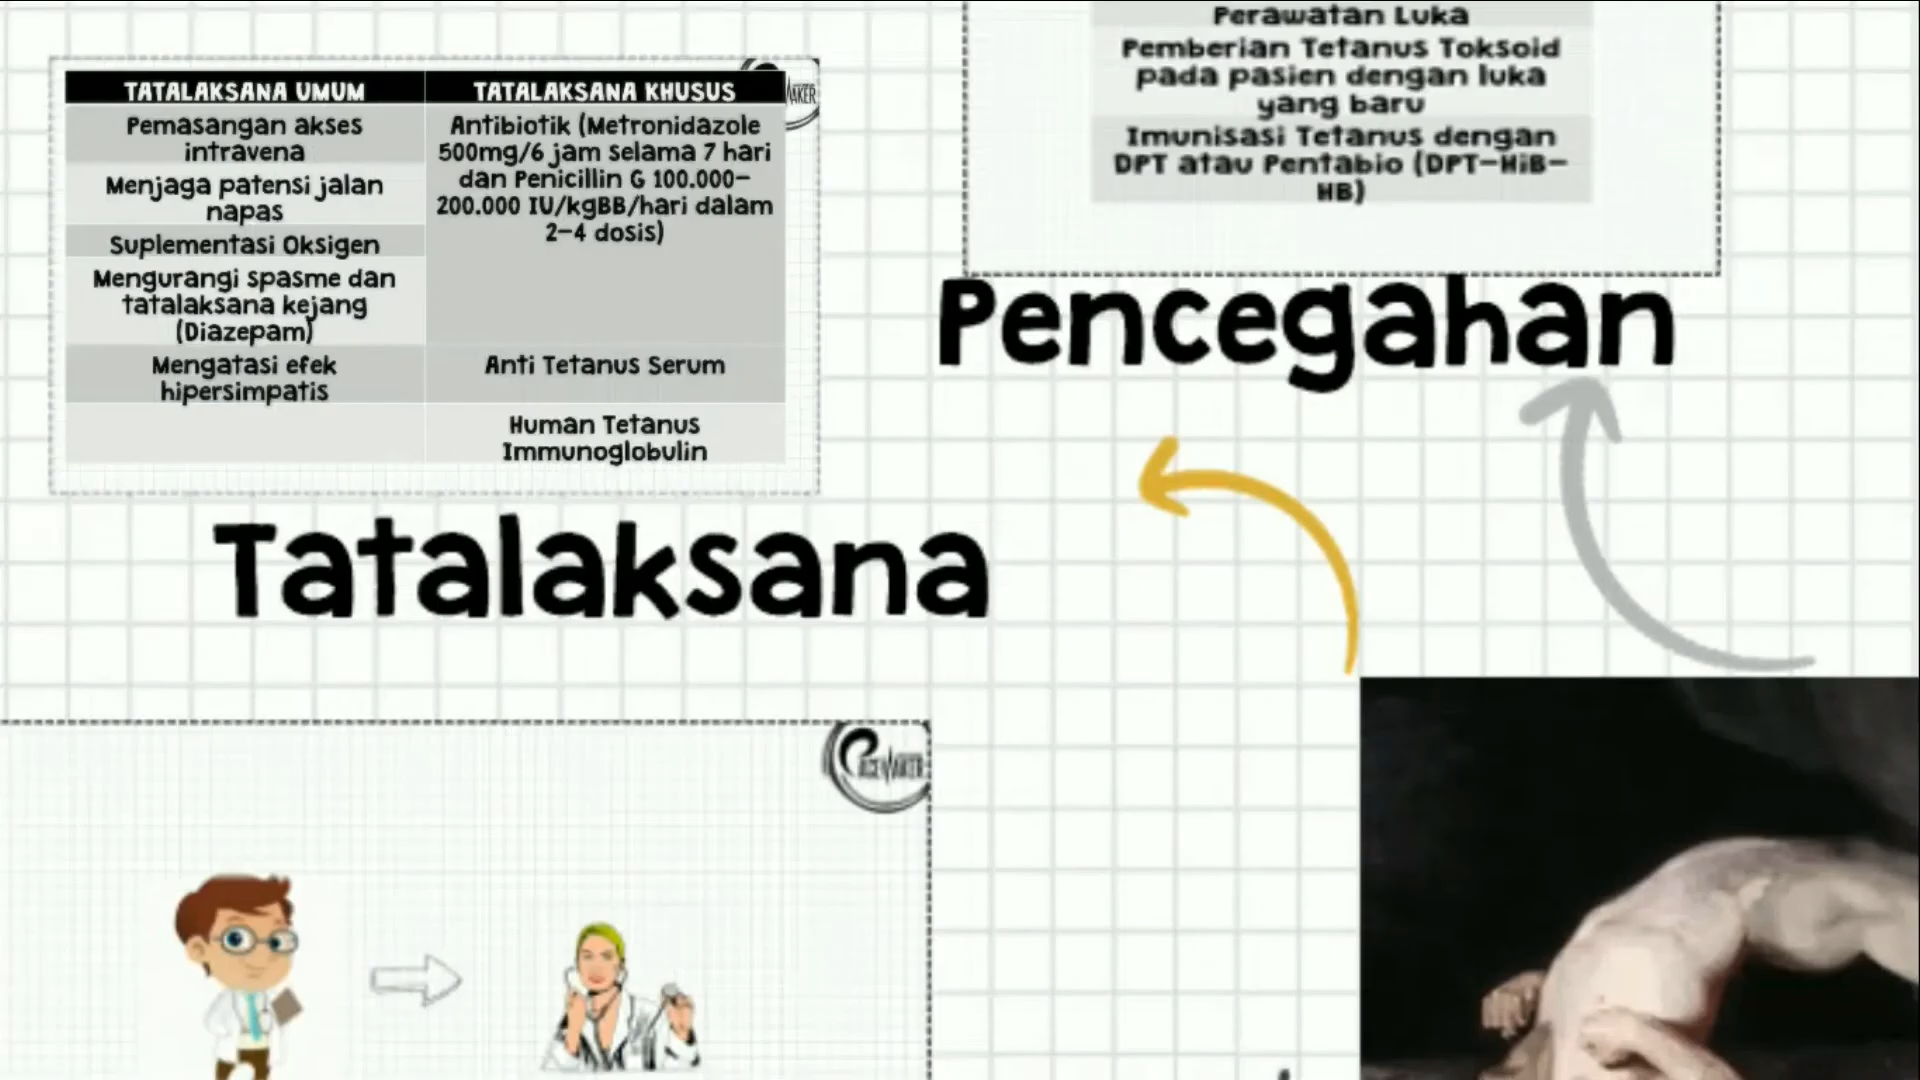 TATALAKSANA UMUM
Pemasangan akses
intravena
Menjaga patensi jalan
napas
Suplementasi Oksigen
Mengurangi spasme dan
tatalaksana kejang
(Diazepam)
Mengatasi efek
hipersimpatis
TATALAKSANA KHUSUS
Antibiotik (Metronidazole
500mg/6 jam selama 7 hari
dan Penicillin G 100.000-
200.000 IU/kgBB/hari dalam
2-4 dosis)
Anti Tetanus Serum
Human Tetanus
Immunoglobulin
Tatalaksana
Perawatan Luka
Pemberian Tetanus Toksoid
pada pasien dengan luka
yang baru
Imunisasi Tetanus dengan
DPT atau Pentabio (DPT-HiB-
HB)
Pencegahan
PACEMAKER